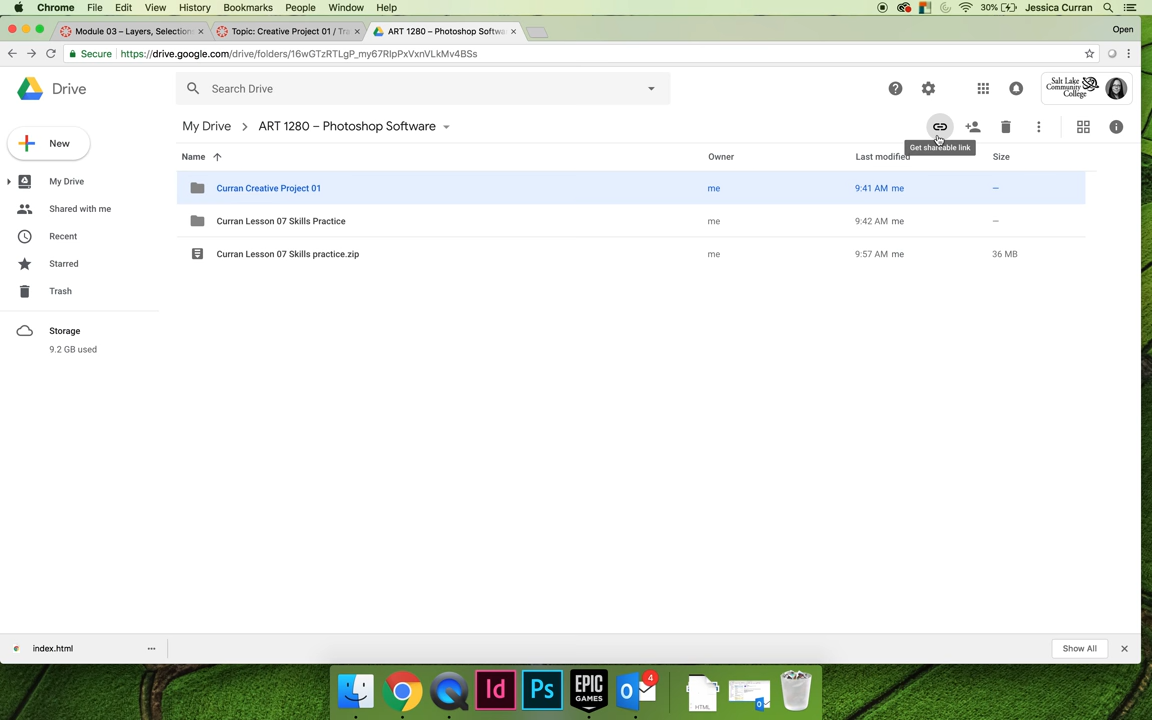 Chrome File Edit View History Bookmarks People Window Help 30% Jessica Curran
Module 03 – Layers, Selection Topic: Creative Project 01 / Tra ART 1280 – Photoshop Softwa Open
Secure https://drive.google.com/drive/folders/16wGTzRTLgP_my67RlpPxVxnVLkMv4BSs
Drive Search Drive Salt Lake
Community
College
New My Drive ART 1280 – Photoshop Software
Get shareable link
Name Owner Last modified Size
My Drive
Curran Creative Project 01 me 9:41 AM me –
Shared with me
Curran Lesson 07 Skills Practice me 9:42 AM me –
Recent
Curran Lesson 07 Skills practice.zip me 9:57 AM me 36 MB
Starred
Trash
Storage
9.2 GB used
index.html Show All
Id Ps EPIC
GAMES
4
HTML